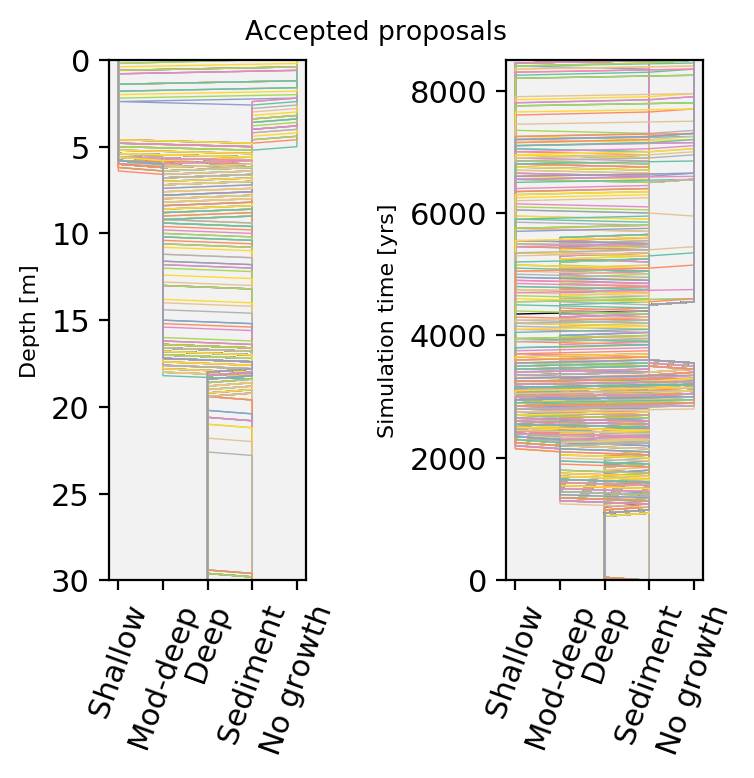 Accepted proposals
Depth [m]
0
5
10
15
20
25
30
Shallow
Mod-deep
Deep
Sediment
No growth
Simulation time [yrs]
8000
6000
4000
2000
0
Shallow
Mod-deep
Deep
Sediment
No growth